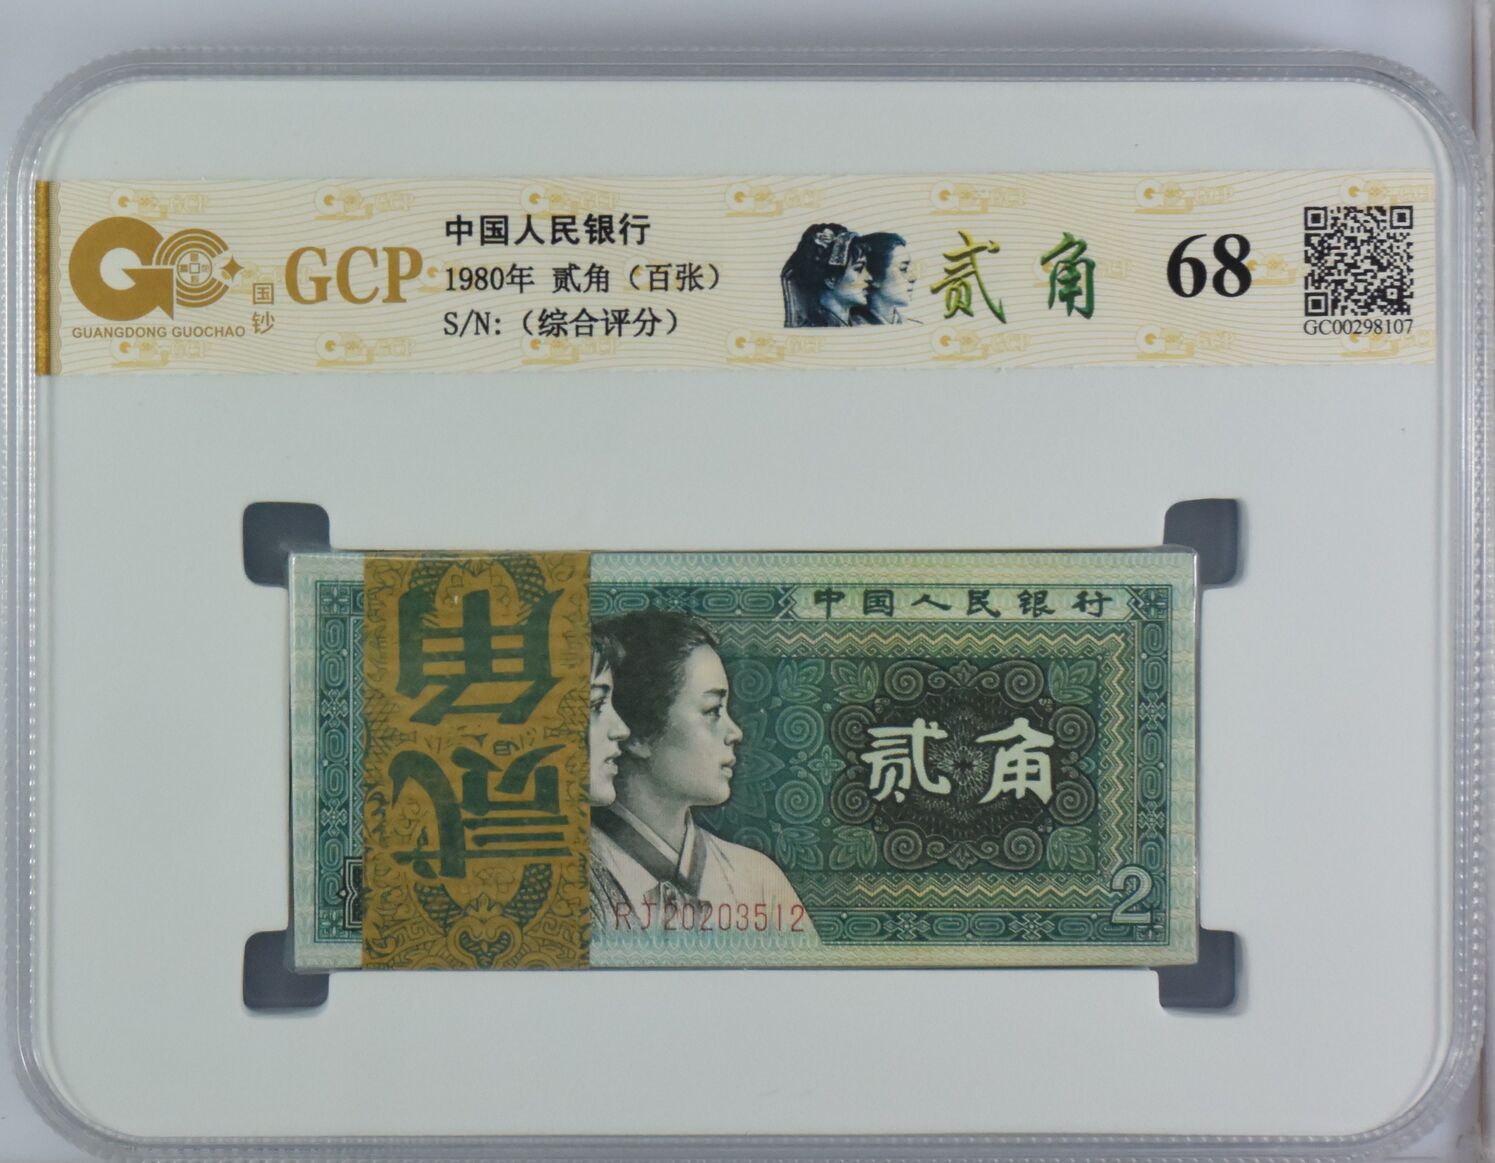 GUANGDONG GUOCHAO
国钞
GCP
中国人民银行
1980年 贰角（百张）
S/N:（综合评分）
贰角
68
GC00298107
贰角
中国人民银行
贰角
2
RJ20203512